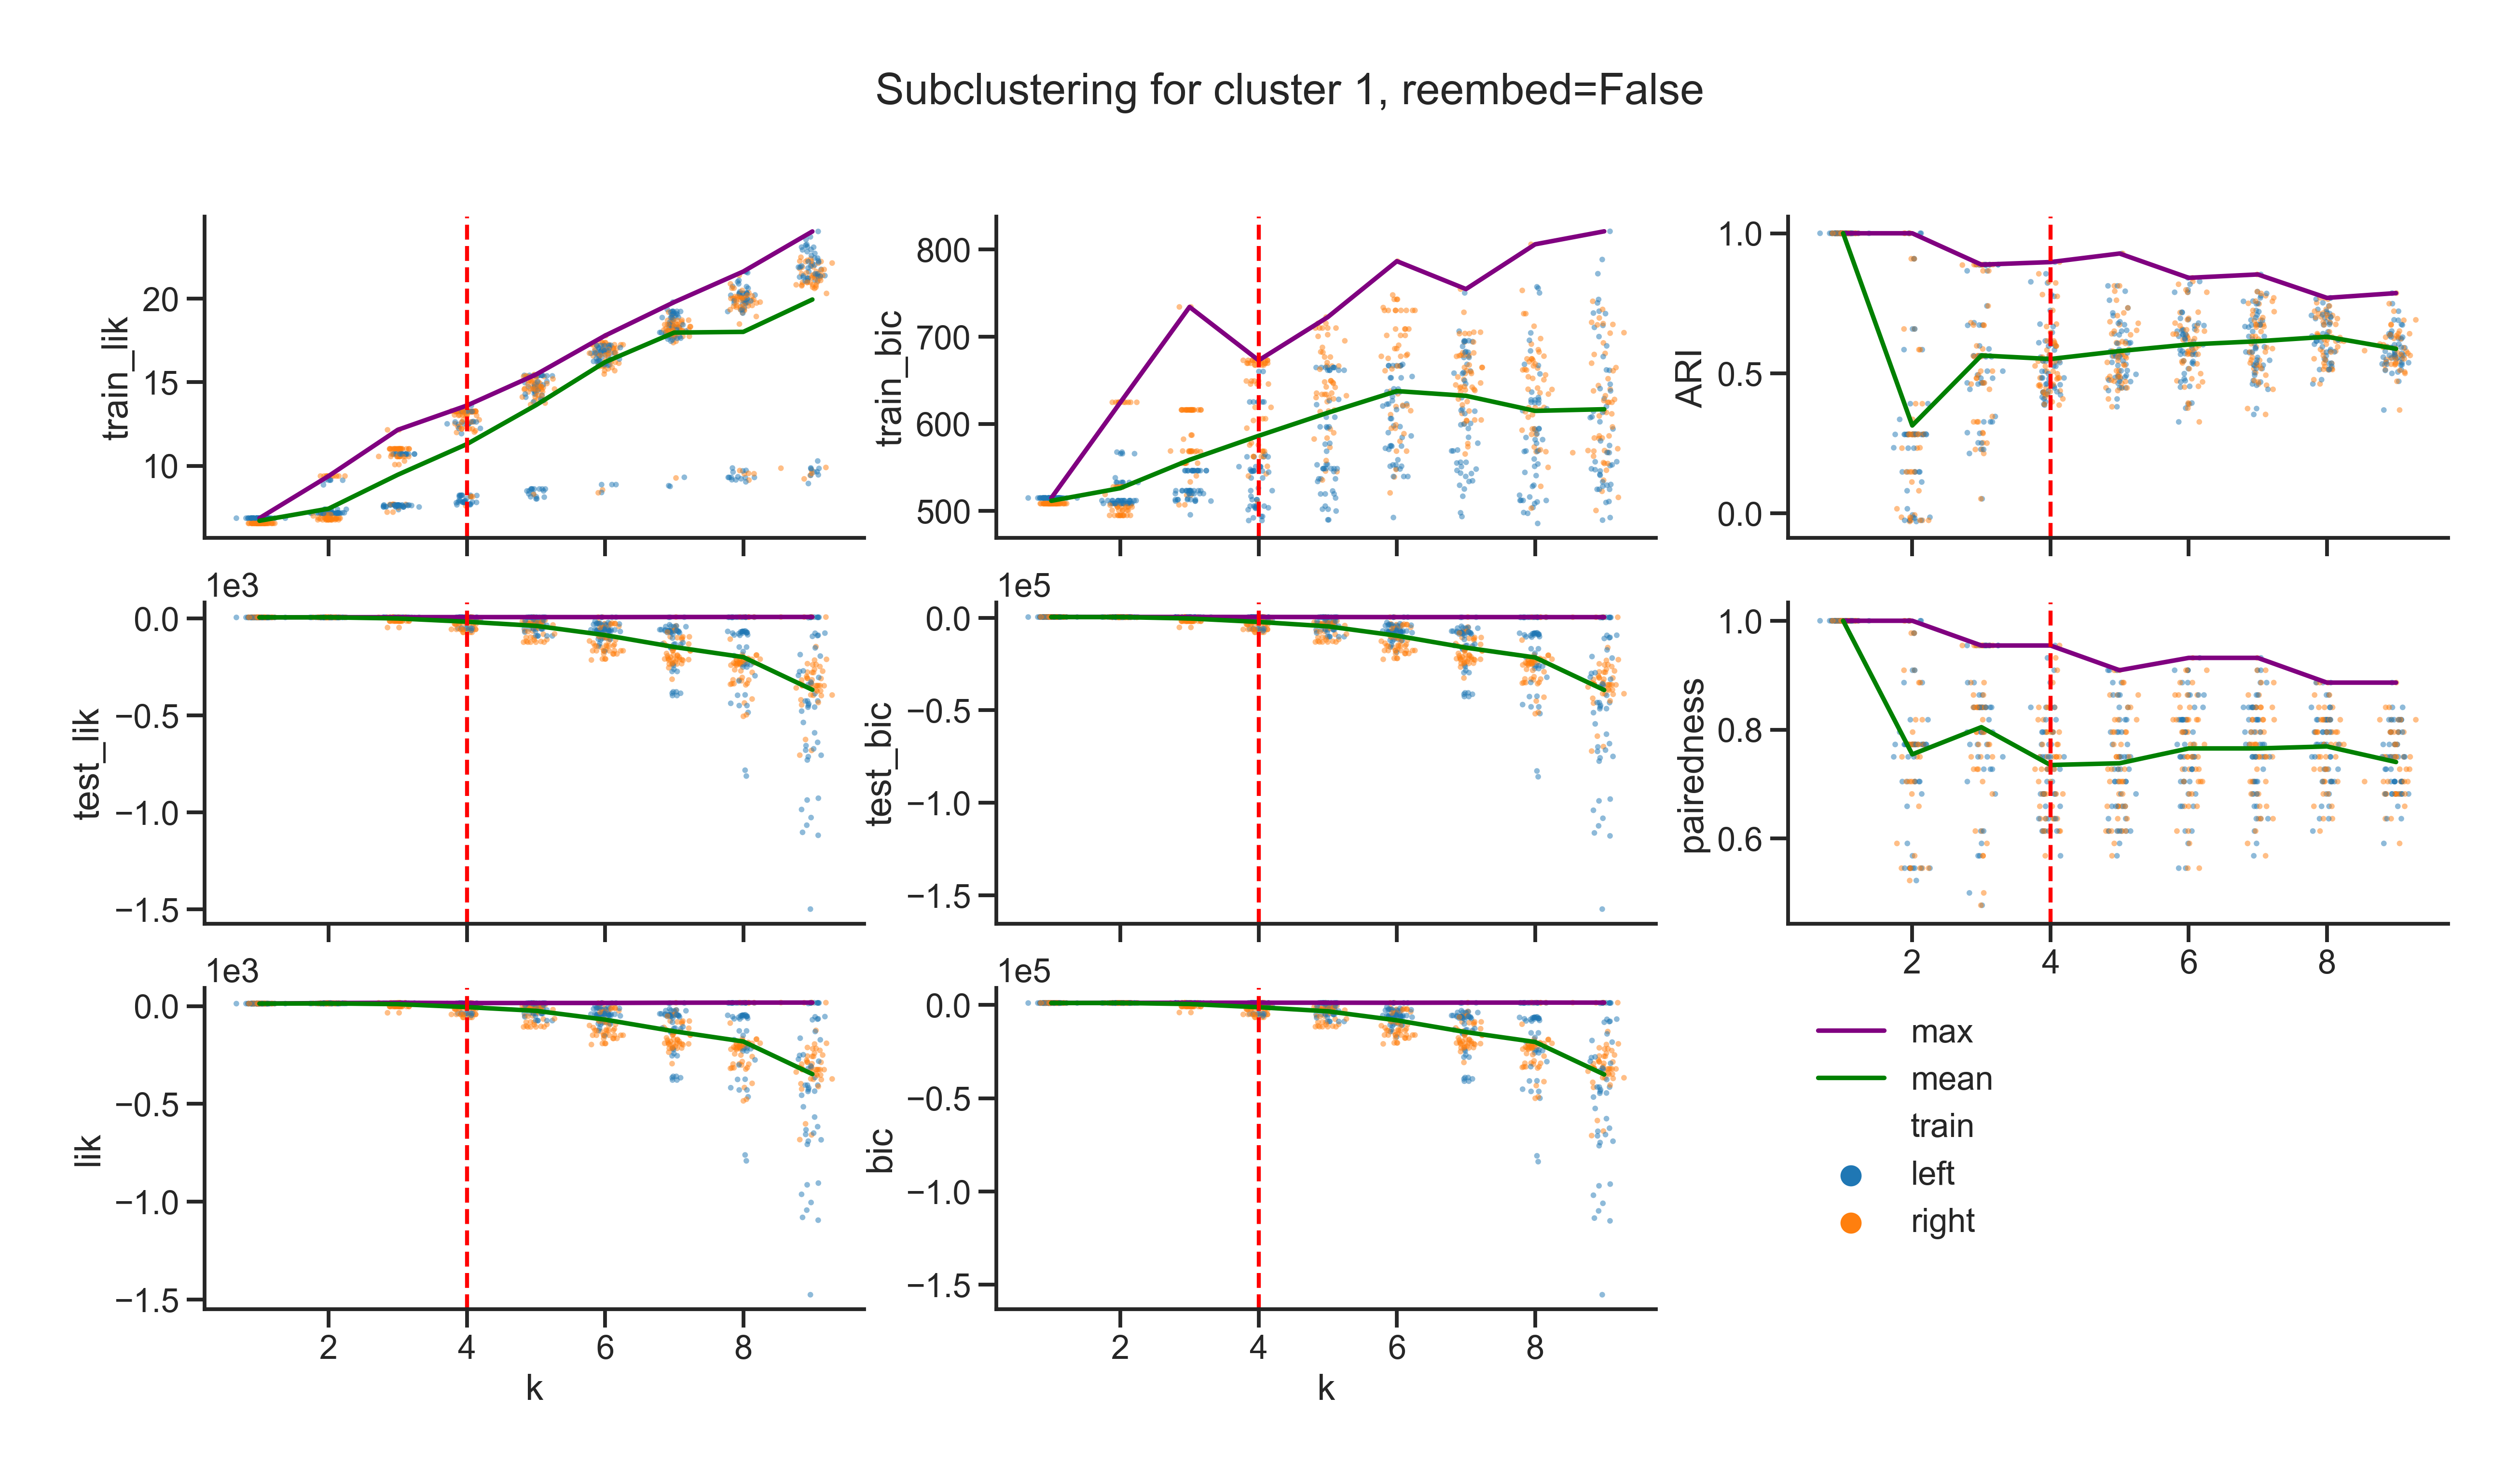 Subclustering for cluster 1, reembed=False
train_lik
20
15
10
train_bic
800
700
600
500
ARI
1.0
0.5
0.0
1e3
test_lik
0.0
−0.5
−1.0
−1.5
1e5
test_bic
0.0
−0.5
−1.0
−1.5
pairedness
1.0
0.8
0.6
2 4 6 8
1e3
lik
0.0
−0.5
−1.0
−1.5
2 4 6 8
k
1e5
bic
0.0
−0.5
−1.0
−1.5
2 4 6 8
k
max
mean
train
left
right